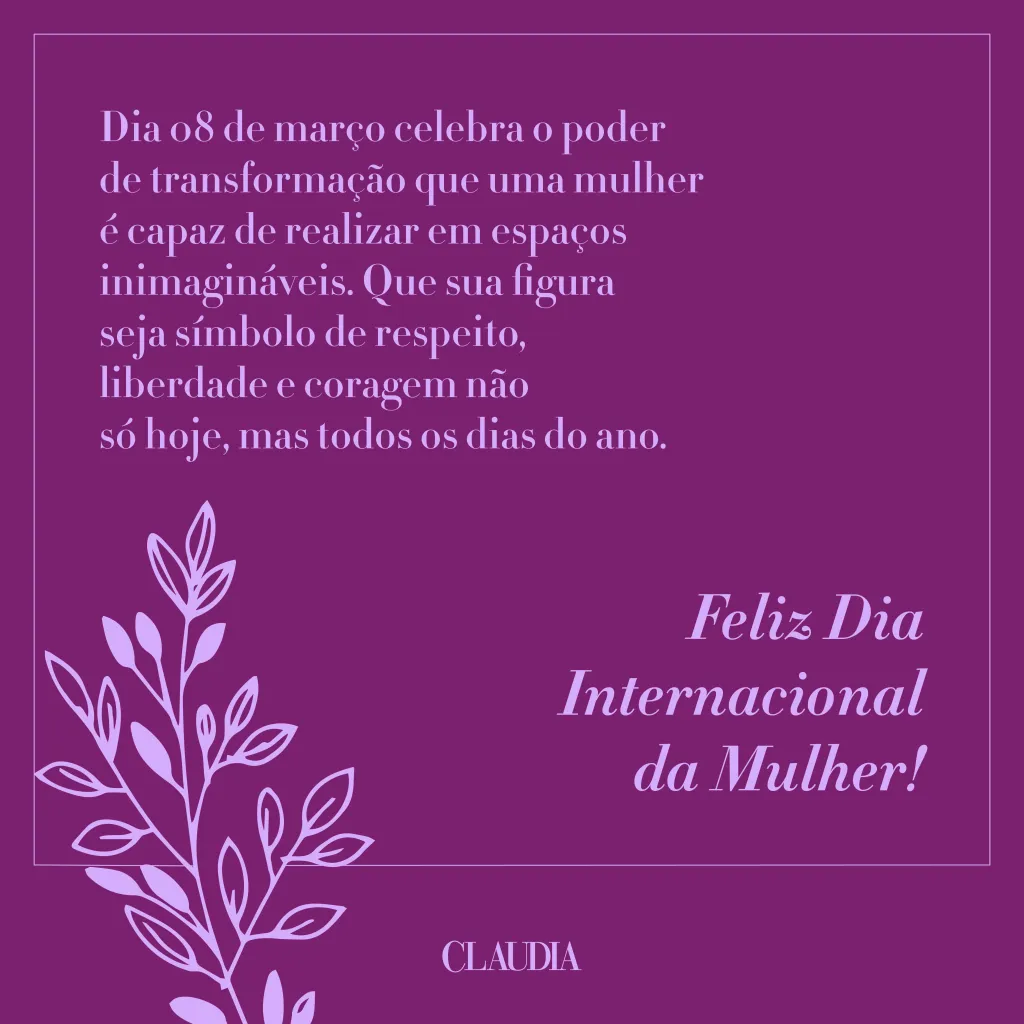 Dia 08 de março celebra o poder
de transformação que uma mulher
é capaz de realizar em espaços
inimagináveis. Que sua figura
seja símbolo de respeito,
liberdade e coragem não
só hoje, mas todos os dias do ano.
Feliz Dia
Internacional
da Mulher!
CLAUDIA